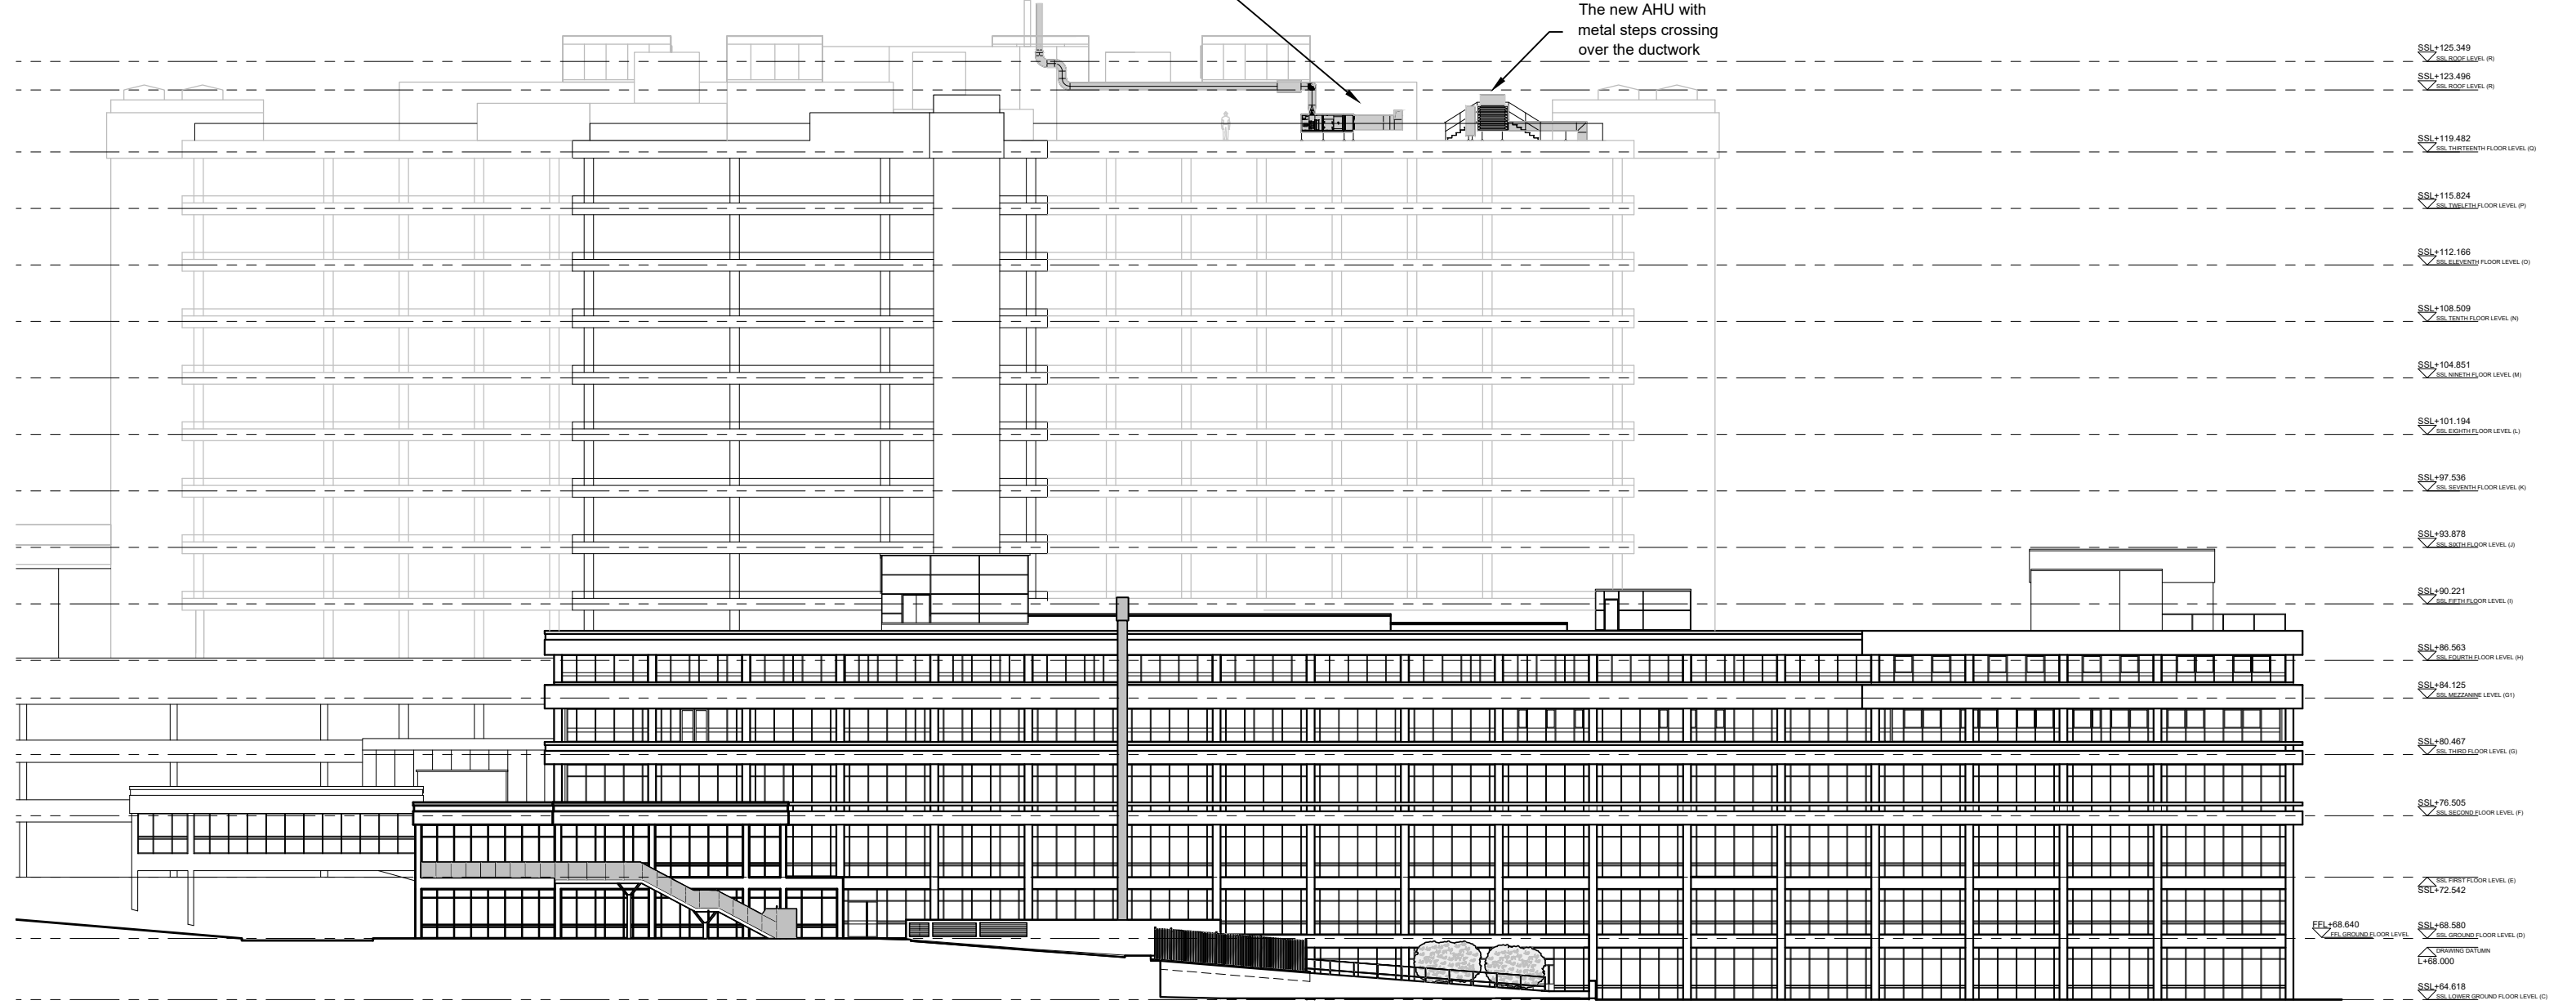 The new AHU with
metal steps crossing
over the ductwork
SSL+125.349
SSL ROOF LEVEL (R)
SSL+123.496
SSL ROOF LEVEL (R)
SSL+119.482
SSL THIRTEENTH FLOOR LEVEL (Q)
SSL+115.824
SSL TWELFTH FLOOR LEVEL (P)
SSL+112.166
SSL ELEVENTH FLOOR LEVEL (O)
SSL+108.509
SSL TENTH FLOOR LEVEL (N)
SSL+104.851
SSL NINETH FLOOR LEVEL (M)
SSL+101.194
SSL EIGHTH FLOOR LEVEL (L)
SSL+97.536
SSL SEVENTH FLOOR LEVEL (K)
SSL+93.878
SSL SIXTH FLOOR LEVEL (J)
SSL+90.221
SSL FIFTH FLOOR LEVEL (I)
SSL+86.563
SSL FOURTH FLOOR LEVEL (H)
SSL+84.125
SSL MEZZANINE LEVEL (G1)
SSL+80.467
SSL THIRD FLOOR LEVEL (G)
SSL+76.505
SSL SECOND FLOOR LEVEL (F)
SSL FIRST FLOOR LEVEL (E)
SSL+72.542
FFL+68.640
FFL GROUND FLOOR LEVEL
SSL+68.580
SSL GROUND FLOOR LEVEL (D)
DRAWING DATUMN
L+68.000
SSL+64.618
SSL LOWER GROUND FLOOR LEVEL (C)